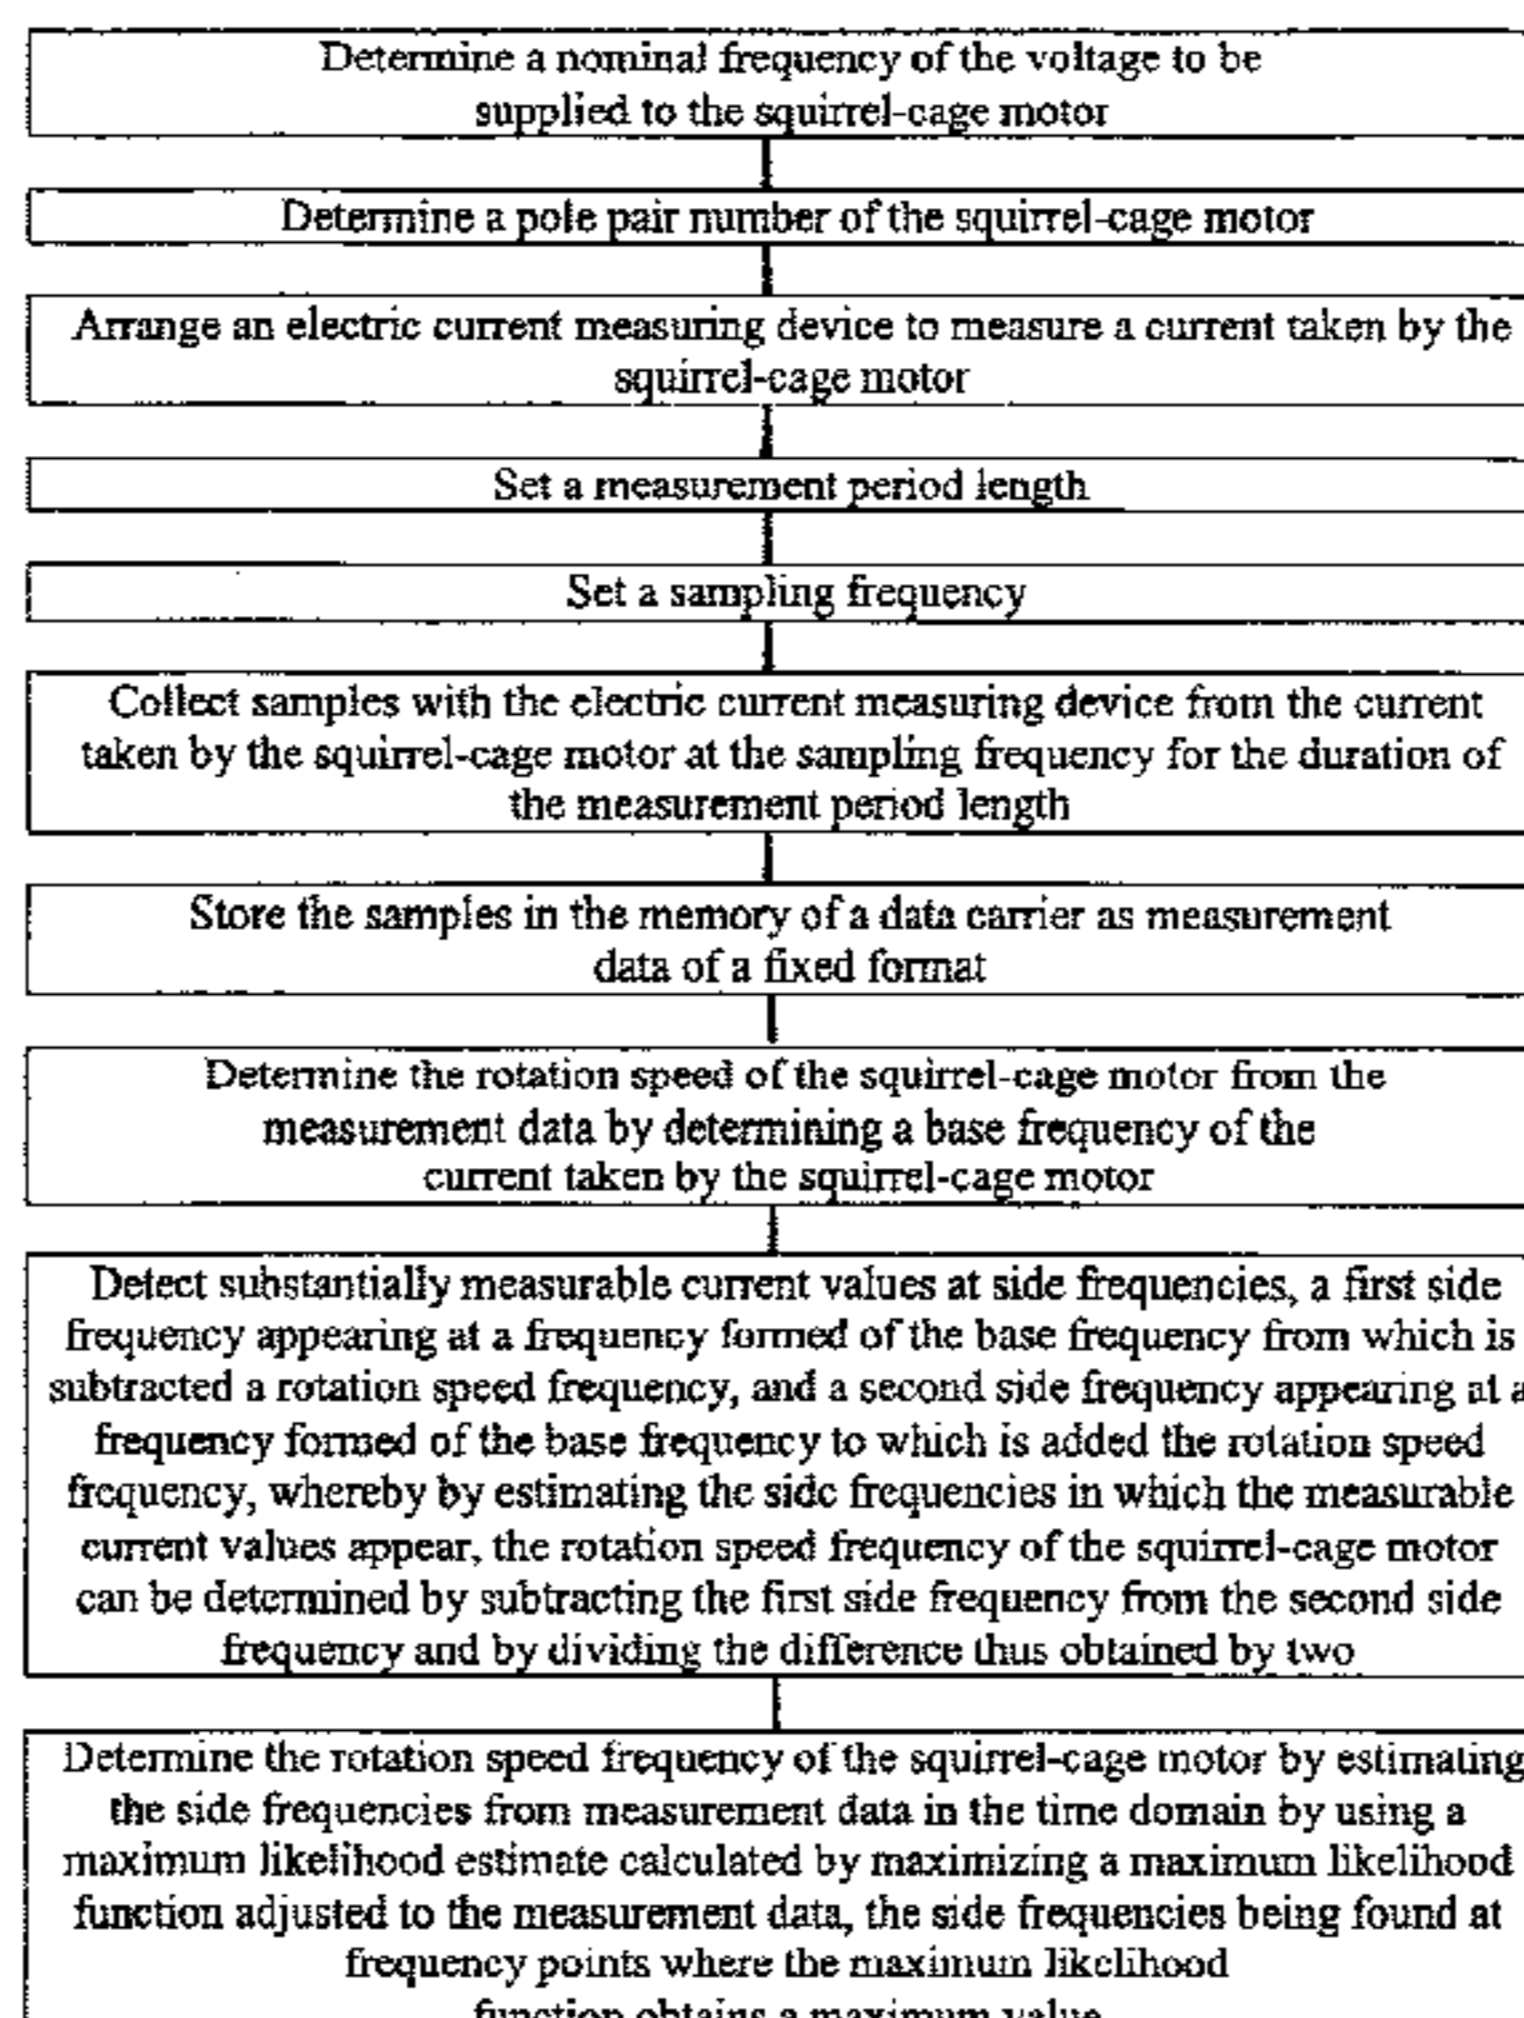 Determine a nominal frequency of the voltage to be
supplied to the squirrel-cage motor
Determine a pole pair number of the squirrel-cage motor
Arrange an electric current measuring device to measure a current taken by the
squirrel-cage motor
Set a measurement period length
Set a sampling frequency
Collect samples with the electric current measuring device from the current
taken by the squirrel-cage motor at the sampling frequency for the duration of
the measurement period length
Store the samples in the memory of a data carrier as measurement
data of a fixed format
Determine the rotation speed of the squirrel-cage motor from the
measurement data by determining a base frequency of the
current taken by the squirrel-cage motor
Detect substantially measurable current values at side frequencies, a first side
frequency appearing at a frequency formed of the base frequency from which is
subtracted a rotation speed frequency, and a second side frequency appearing at a
frequency formed of the base frequency to which is added the rotation speed
frequency, whereby by estimating the side frequencies in which the measurable
current values appear, the rotation speed frequency of the squirrel-cage motor
can be determined by subtracting the first side frequency from the second side
frequency and by dividing the difference thus obtained by two
Determine the rotation speed frequency of the squirrel-cage motor by estimating
the side frequencies from measurement data in the time domain by using a
maximum likelihood estimate calculated by maximizing a maximum likelihood
function adjusted to the measurement data, the side frequencies being found at
frequency points where the maximum likelihood
function obtains a maximum value